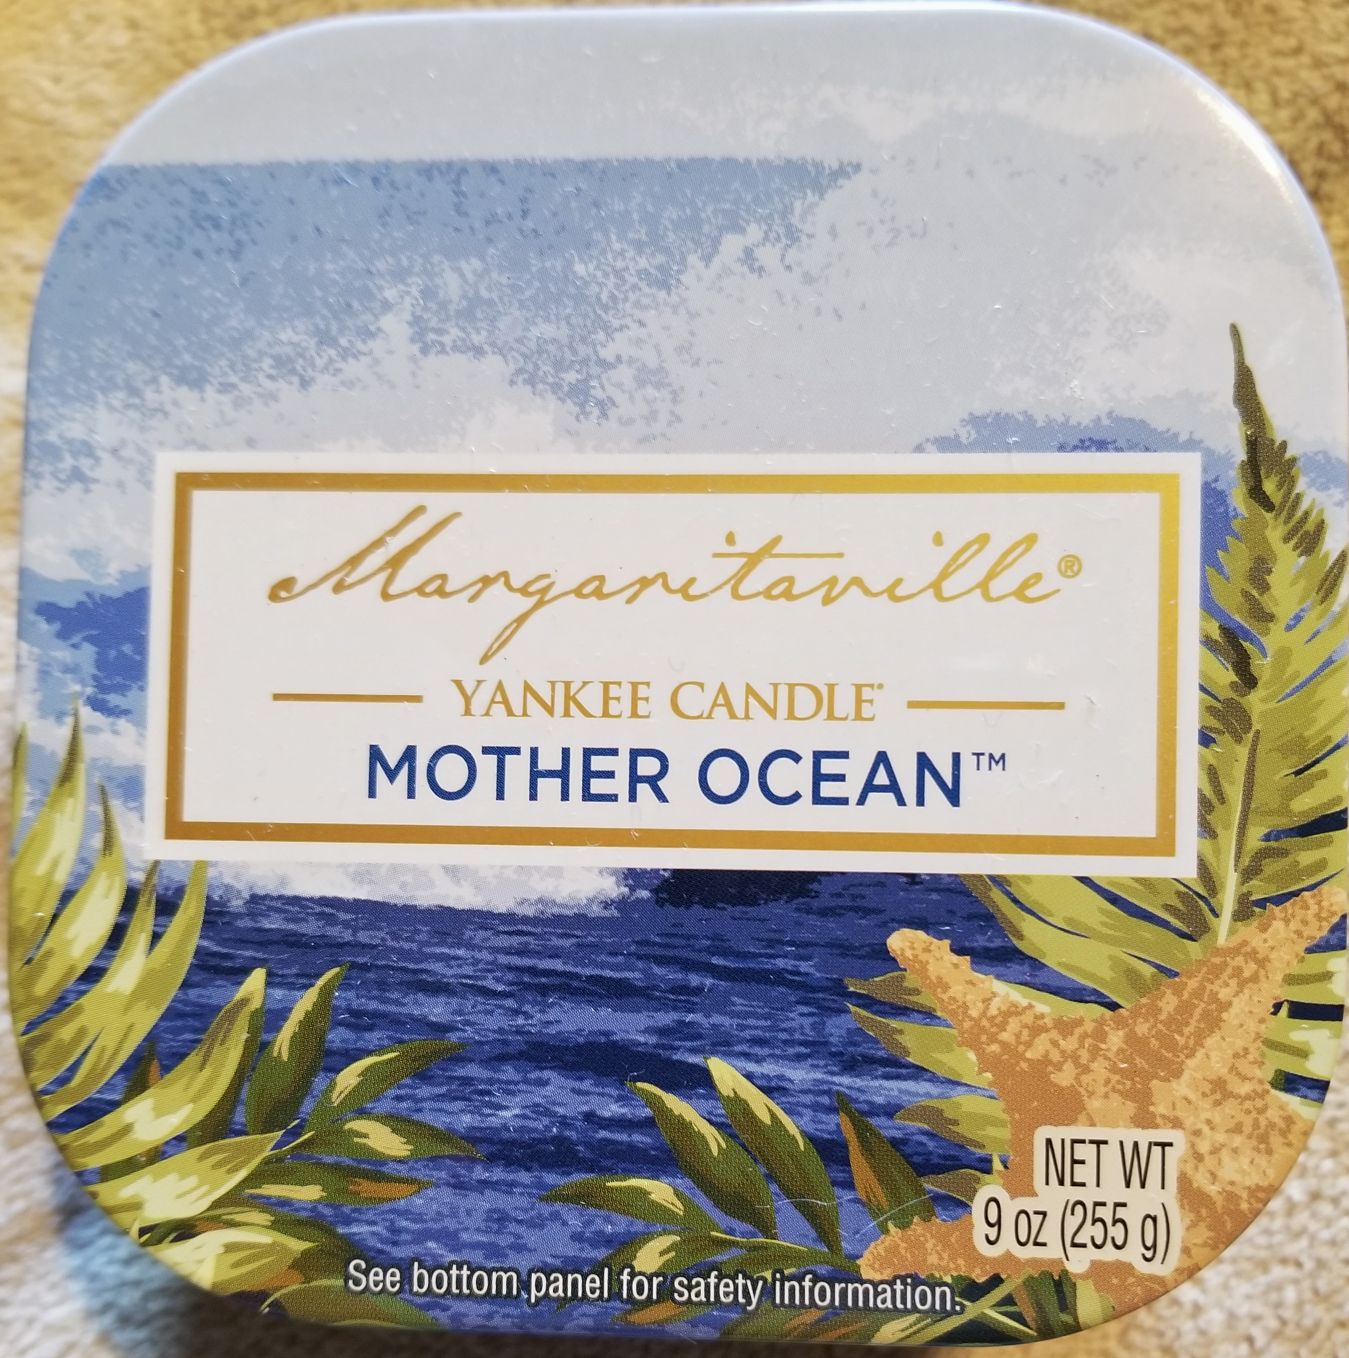 Margaritaville®
YANKEE CANDLE®
MOTHER OCEAN™
NET WT
9 oz (255 g)
See bottom panel for safety information.